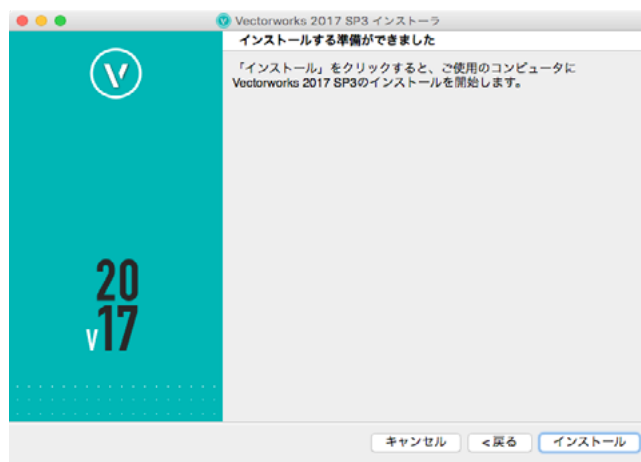 Vectorworks 2017 SP3 インストーラ
インストールする準備ができました
「インストール」をクリックすると、ご使用のコンピュータに
Vectorworks 2017 SP3のインストールを開始します。
V
20
v17
キャンセル
<戻る
インストール